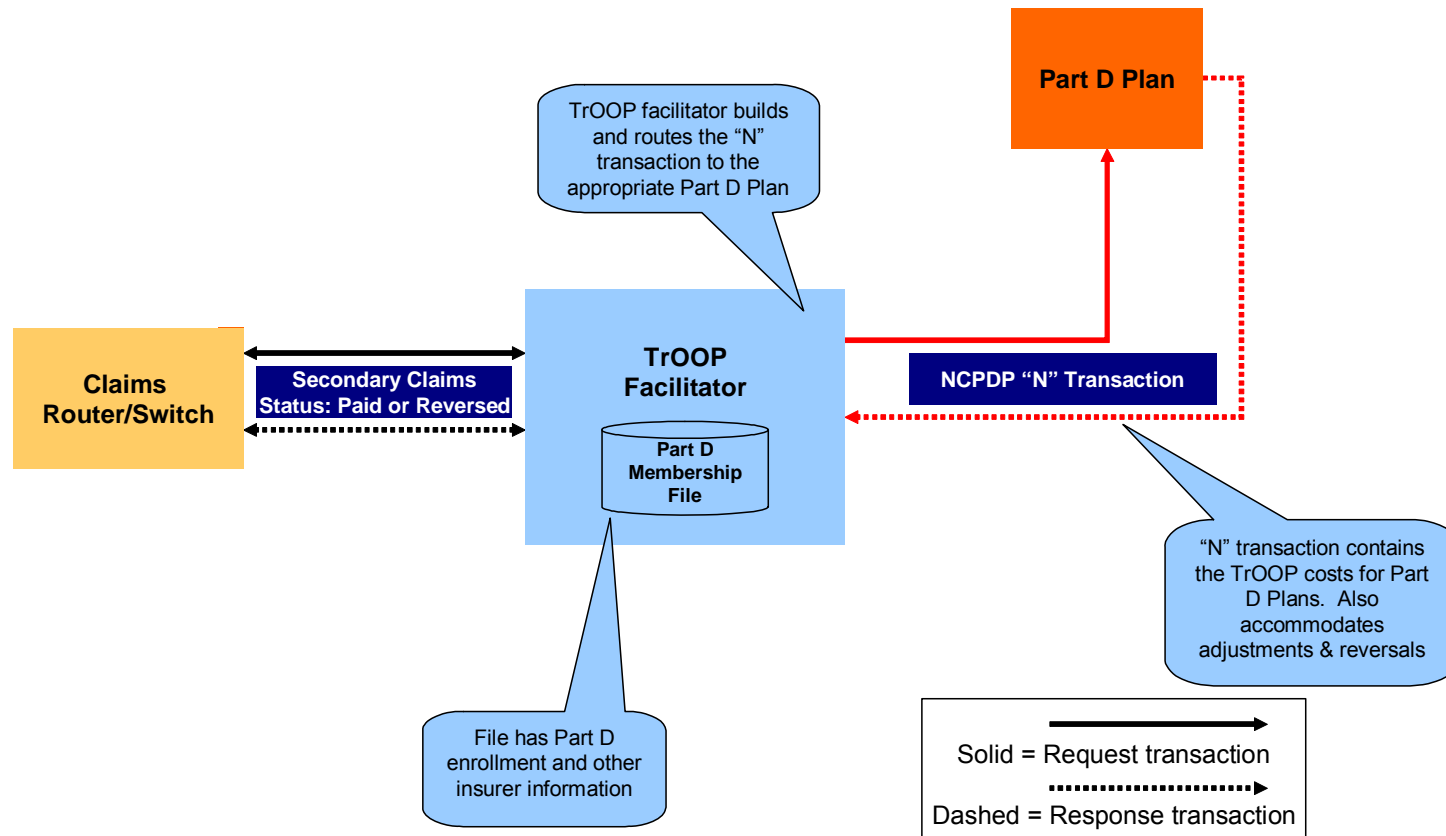 Part D Plan
TrOOP facilitator builds
and routes the “N”
transaction to the
appropriate Part D Plan
Claims
Router/Switch
Secondary Claims
Status: Paid or Reversed
TrOOP
Facilitator
Part D
Membership
File
NCPDP “N” Transaction
“N” transaction contains
the TrOOP costs for Part
D Plans.  Also
accommodates
adjustments & reversals
File has Part D
enrollment and other
insurer information
Solid = Request transaction
Dashed = Response transaction